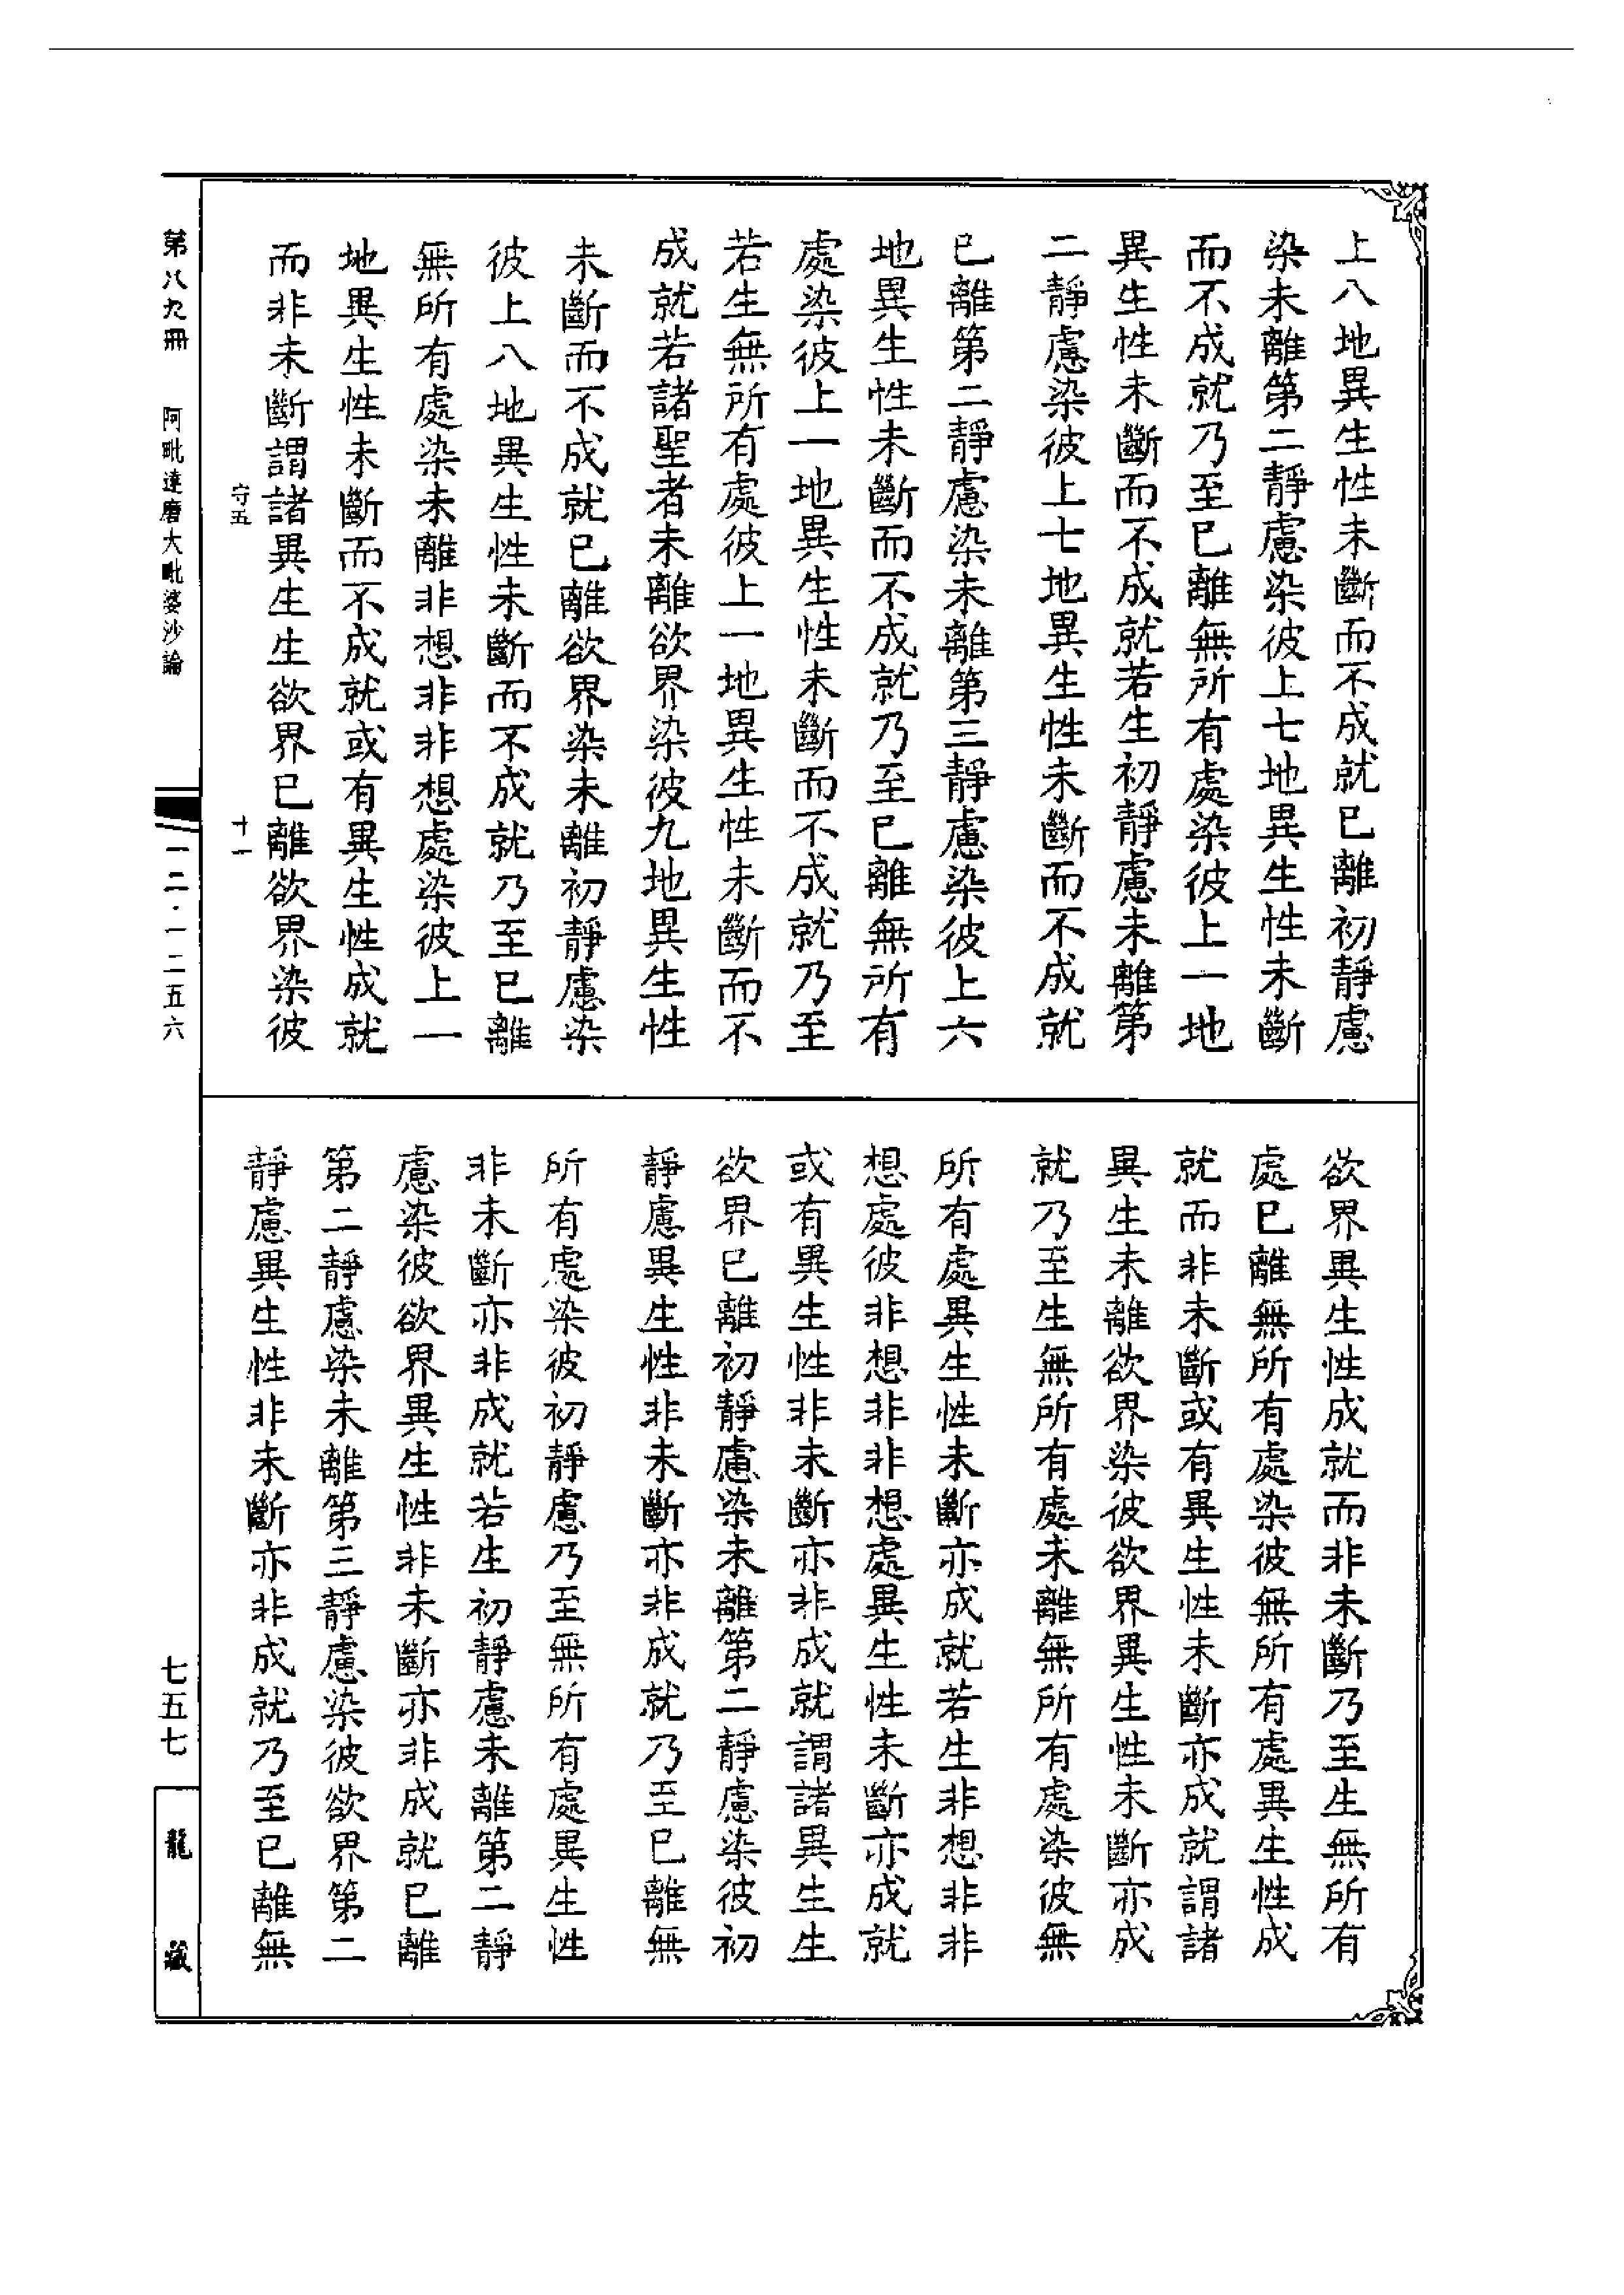 上八地異生性未斷而不成就已離初靜慮
染未離第二靜慮染彼上七地異生性未斷
而不成就乃至已離無所有處染彼上一地
異生性未斷而不成就若生初靜慮未離第
二靜慮染彼上七地異生性未斷而不成就
已離第二靜慮染未離第三靜慮染彼上六
地異生性未斷而不成就乃至已離無所有
處染彼上一地異生性未斷而不成就乃至
若生無所有處彼上一地異生性未斷而不
成就若諸聖者未離欲界染彼九地異生性
未斷而不成就已離欲界染未離初靜慮染
彼上八地異生性未斷而不成就乃至已離
無所有處染未離非想非非想處染彼上一
地異生性未斷而不成就或有異生性成就
而非未斷謂諸異生生欲界已離欲界染彼
守五
十一
欲界異生性成就而非未斷乃至生無所有
處已離無所有處染彼無所有處異生性成
就而非未斷或有異生性未斷亦成就謂諸
異生未離欲界染彼欲界異生性未斷亦成
就乃至生無所有處未離無所有處染彼無
所有處異生性未斷亦成就若生非想非非
想處彼非想非非想處異生性未斷亦成就
或有異生性非未斷亦非成就謂諸異生生
欲界已離初靜慮染未離第二靜慮染彼初
靜慮異生性非未斷亦非成就乃至已離無
所有處染彼初靜慮乃至無所有處異生性
非未斷亦非成就若生初靜慮未離第二靜
慮染彼欲界異生性非未斷亦非成就已離
第二靜慮染未離第三靜慮染彼欲界第二
靜慮異生性非未斷亦非成就乃至已離無
第八九冊　阿毗達磨大毗婆沙論
一二·一二五六
七五七
龍藏